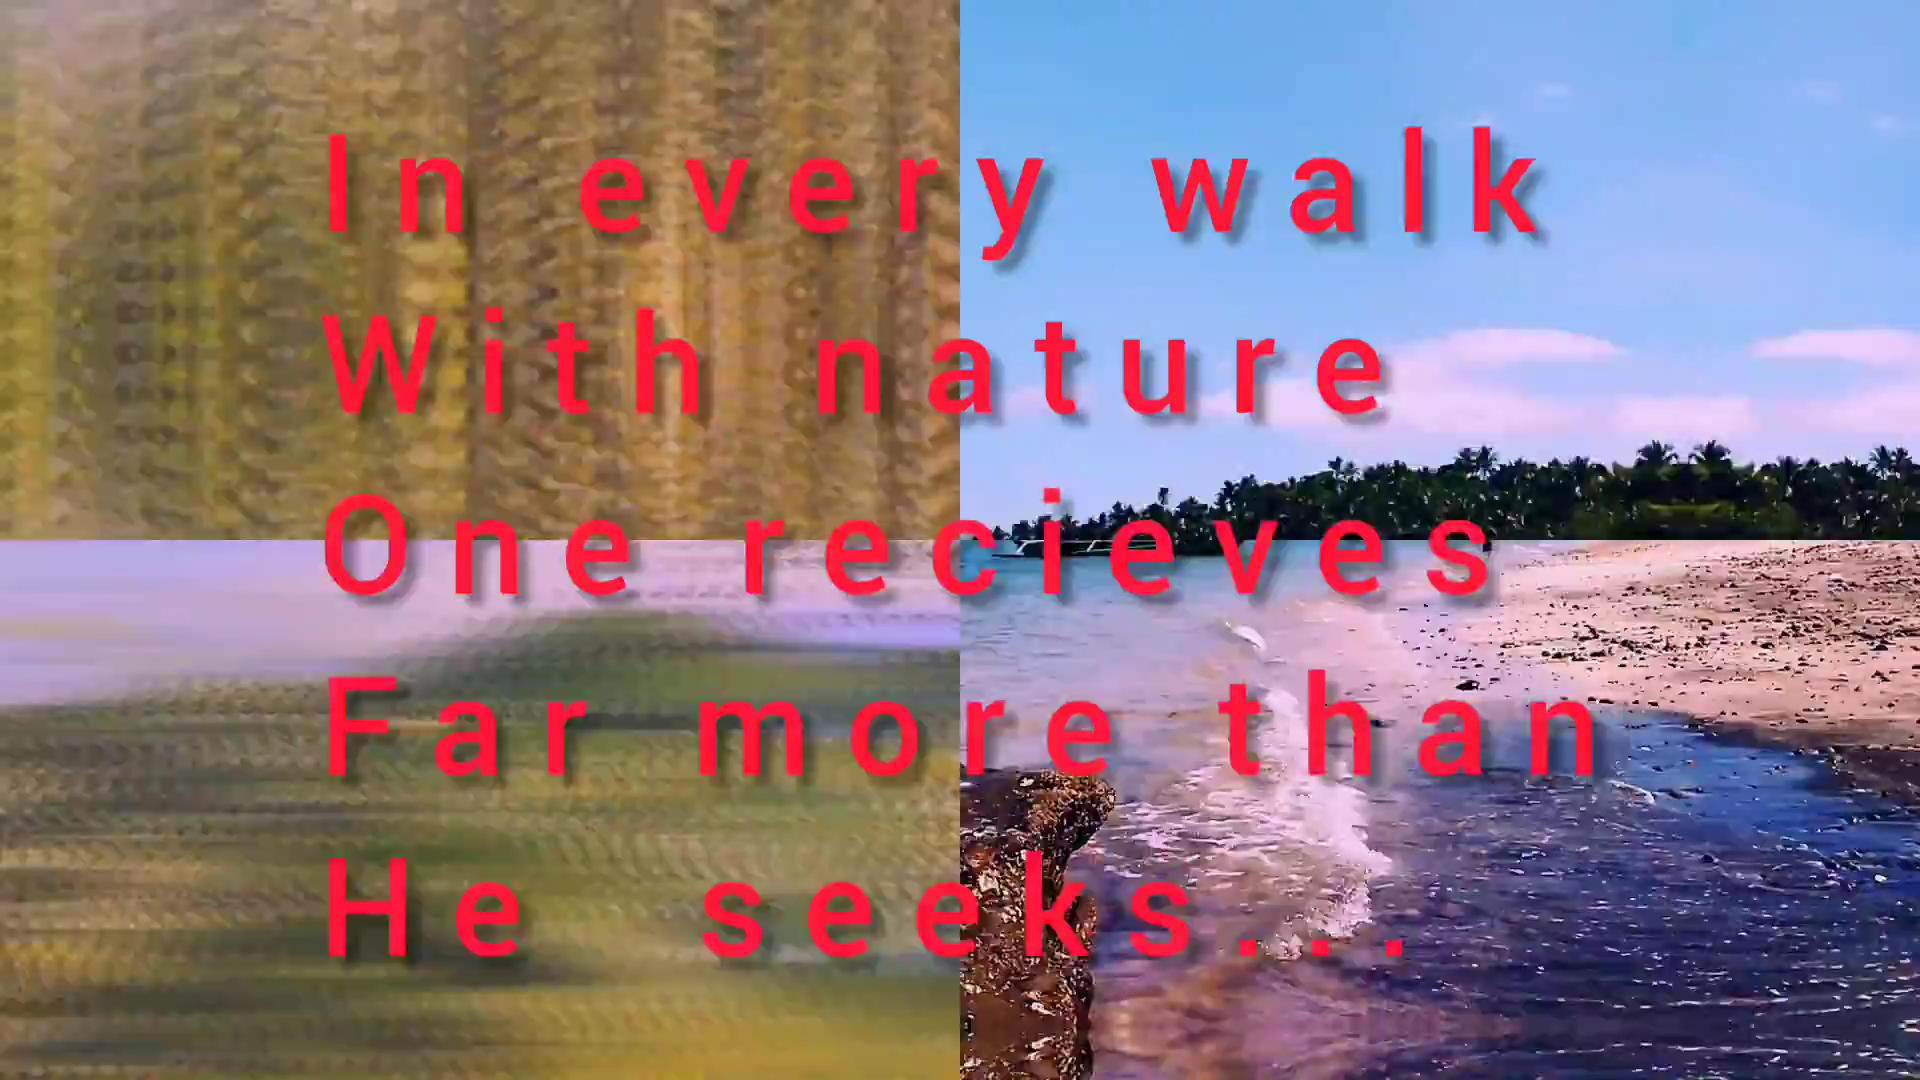 In every walk
With nature
One recieves
Far more than
He seeks...